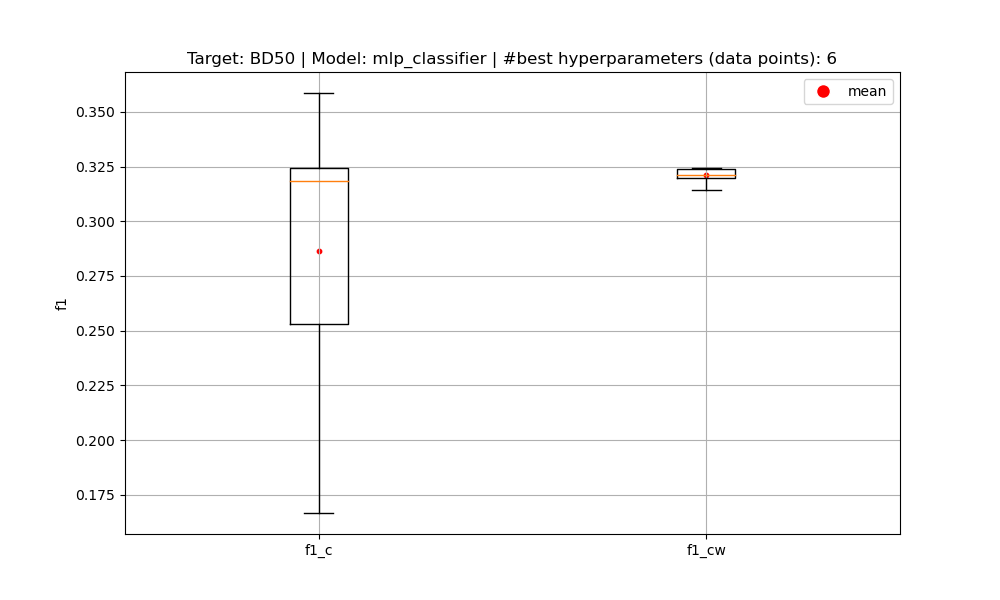 Target: BD50 | Model: mlp_classifier | #best hyperparameters (data points): 6
mean
0.350
0.325
0.300
0.275
0.250
0.225
0.200
0.175
f1
f1_c
f1_cw